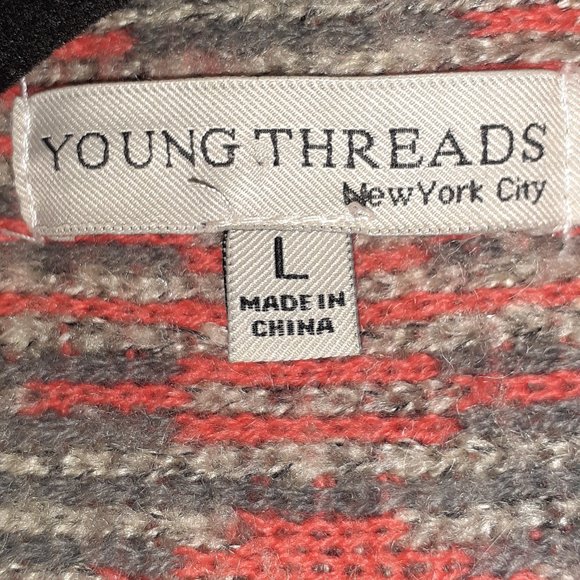 YOUNG THREADS
New York City
L
MADE IN
CHINA